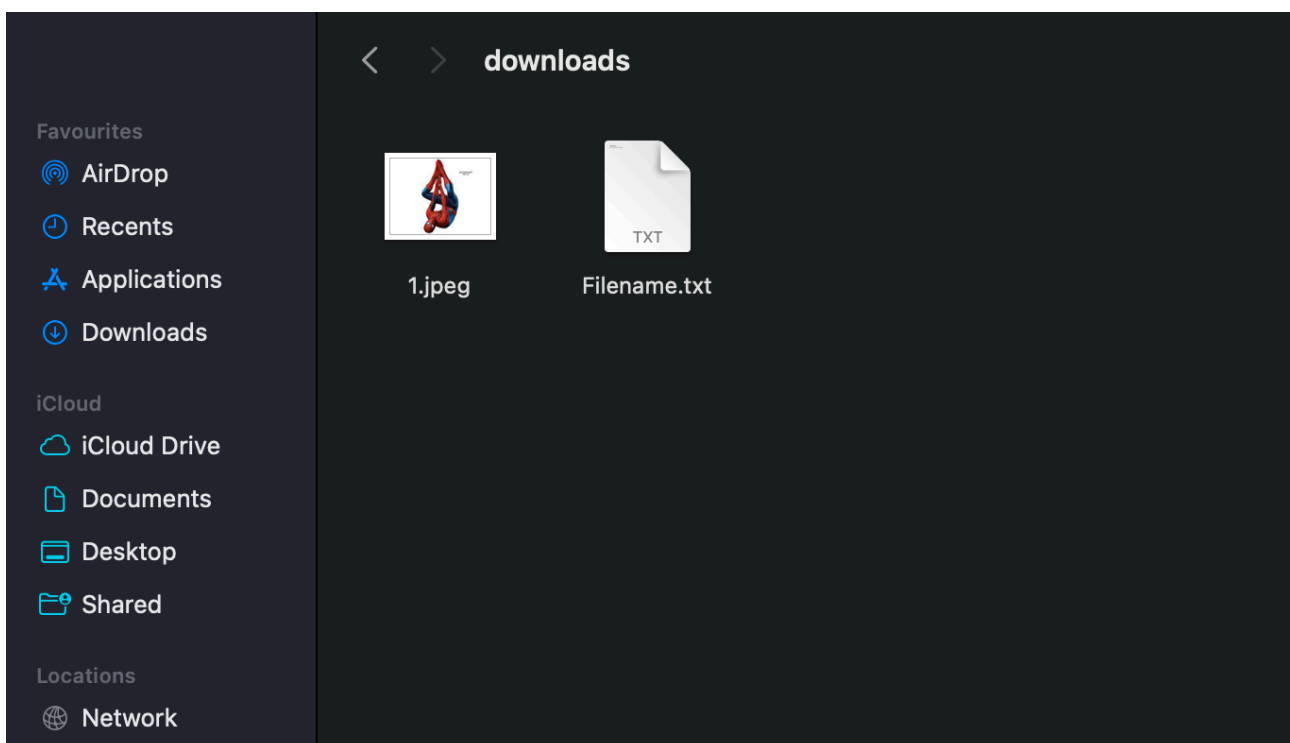 downloads
Favourites
AirDrop
Recents
Applications
Downloads
iCloud
iCloud Drive
Documents
Desktop
Shared
Locations
Network
TXT
1.jpeg
Filename.txt